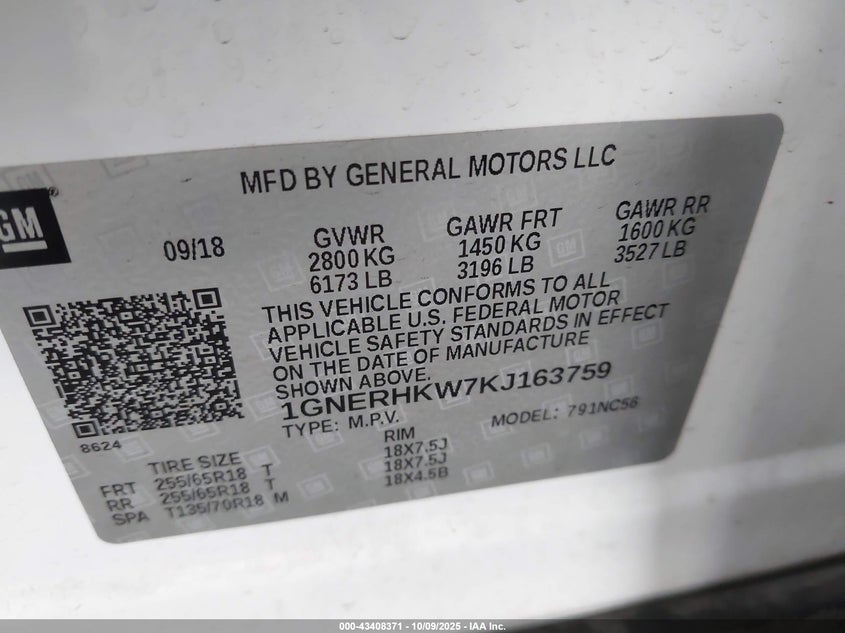 MFD BY GENERAL MOTORS LLC
GM
®
09/18
GVWR
2800 KG
6173 LB
GAWR FRT
1450 KG
3196 LB
GAWR RR
1600 KG
3527 LB
THIS VEHICLE CONFORMS TO ALL
APPLICABLE U.S. FEDERAL MOTOR
VEHICLE SAFETY STANDARDS IN EFFECT
ON THE DATE OF MANUFACTURE
SHOWN ABOVE.
1GNERHKW7KJ163759
TYPE: M.P.V.
MODEL: 791NC56
8624
TIRE SIZE
RIM
FRT 255/65R18 T 18X7.5J
RR 255/65R18 T 18X7.5J
SPA T135/70R18 M 18X4.5B
000-43408371 - 10/09/2025 - IAA Inc.